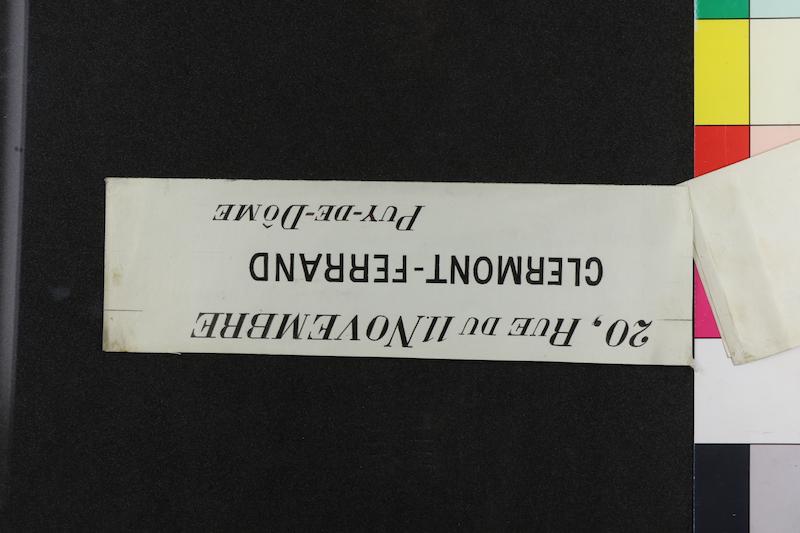 20, Rue du 11 Novembre
CLERMONT-FERRAND
Puy-de-Dôme